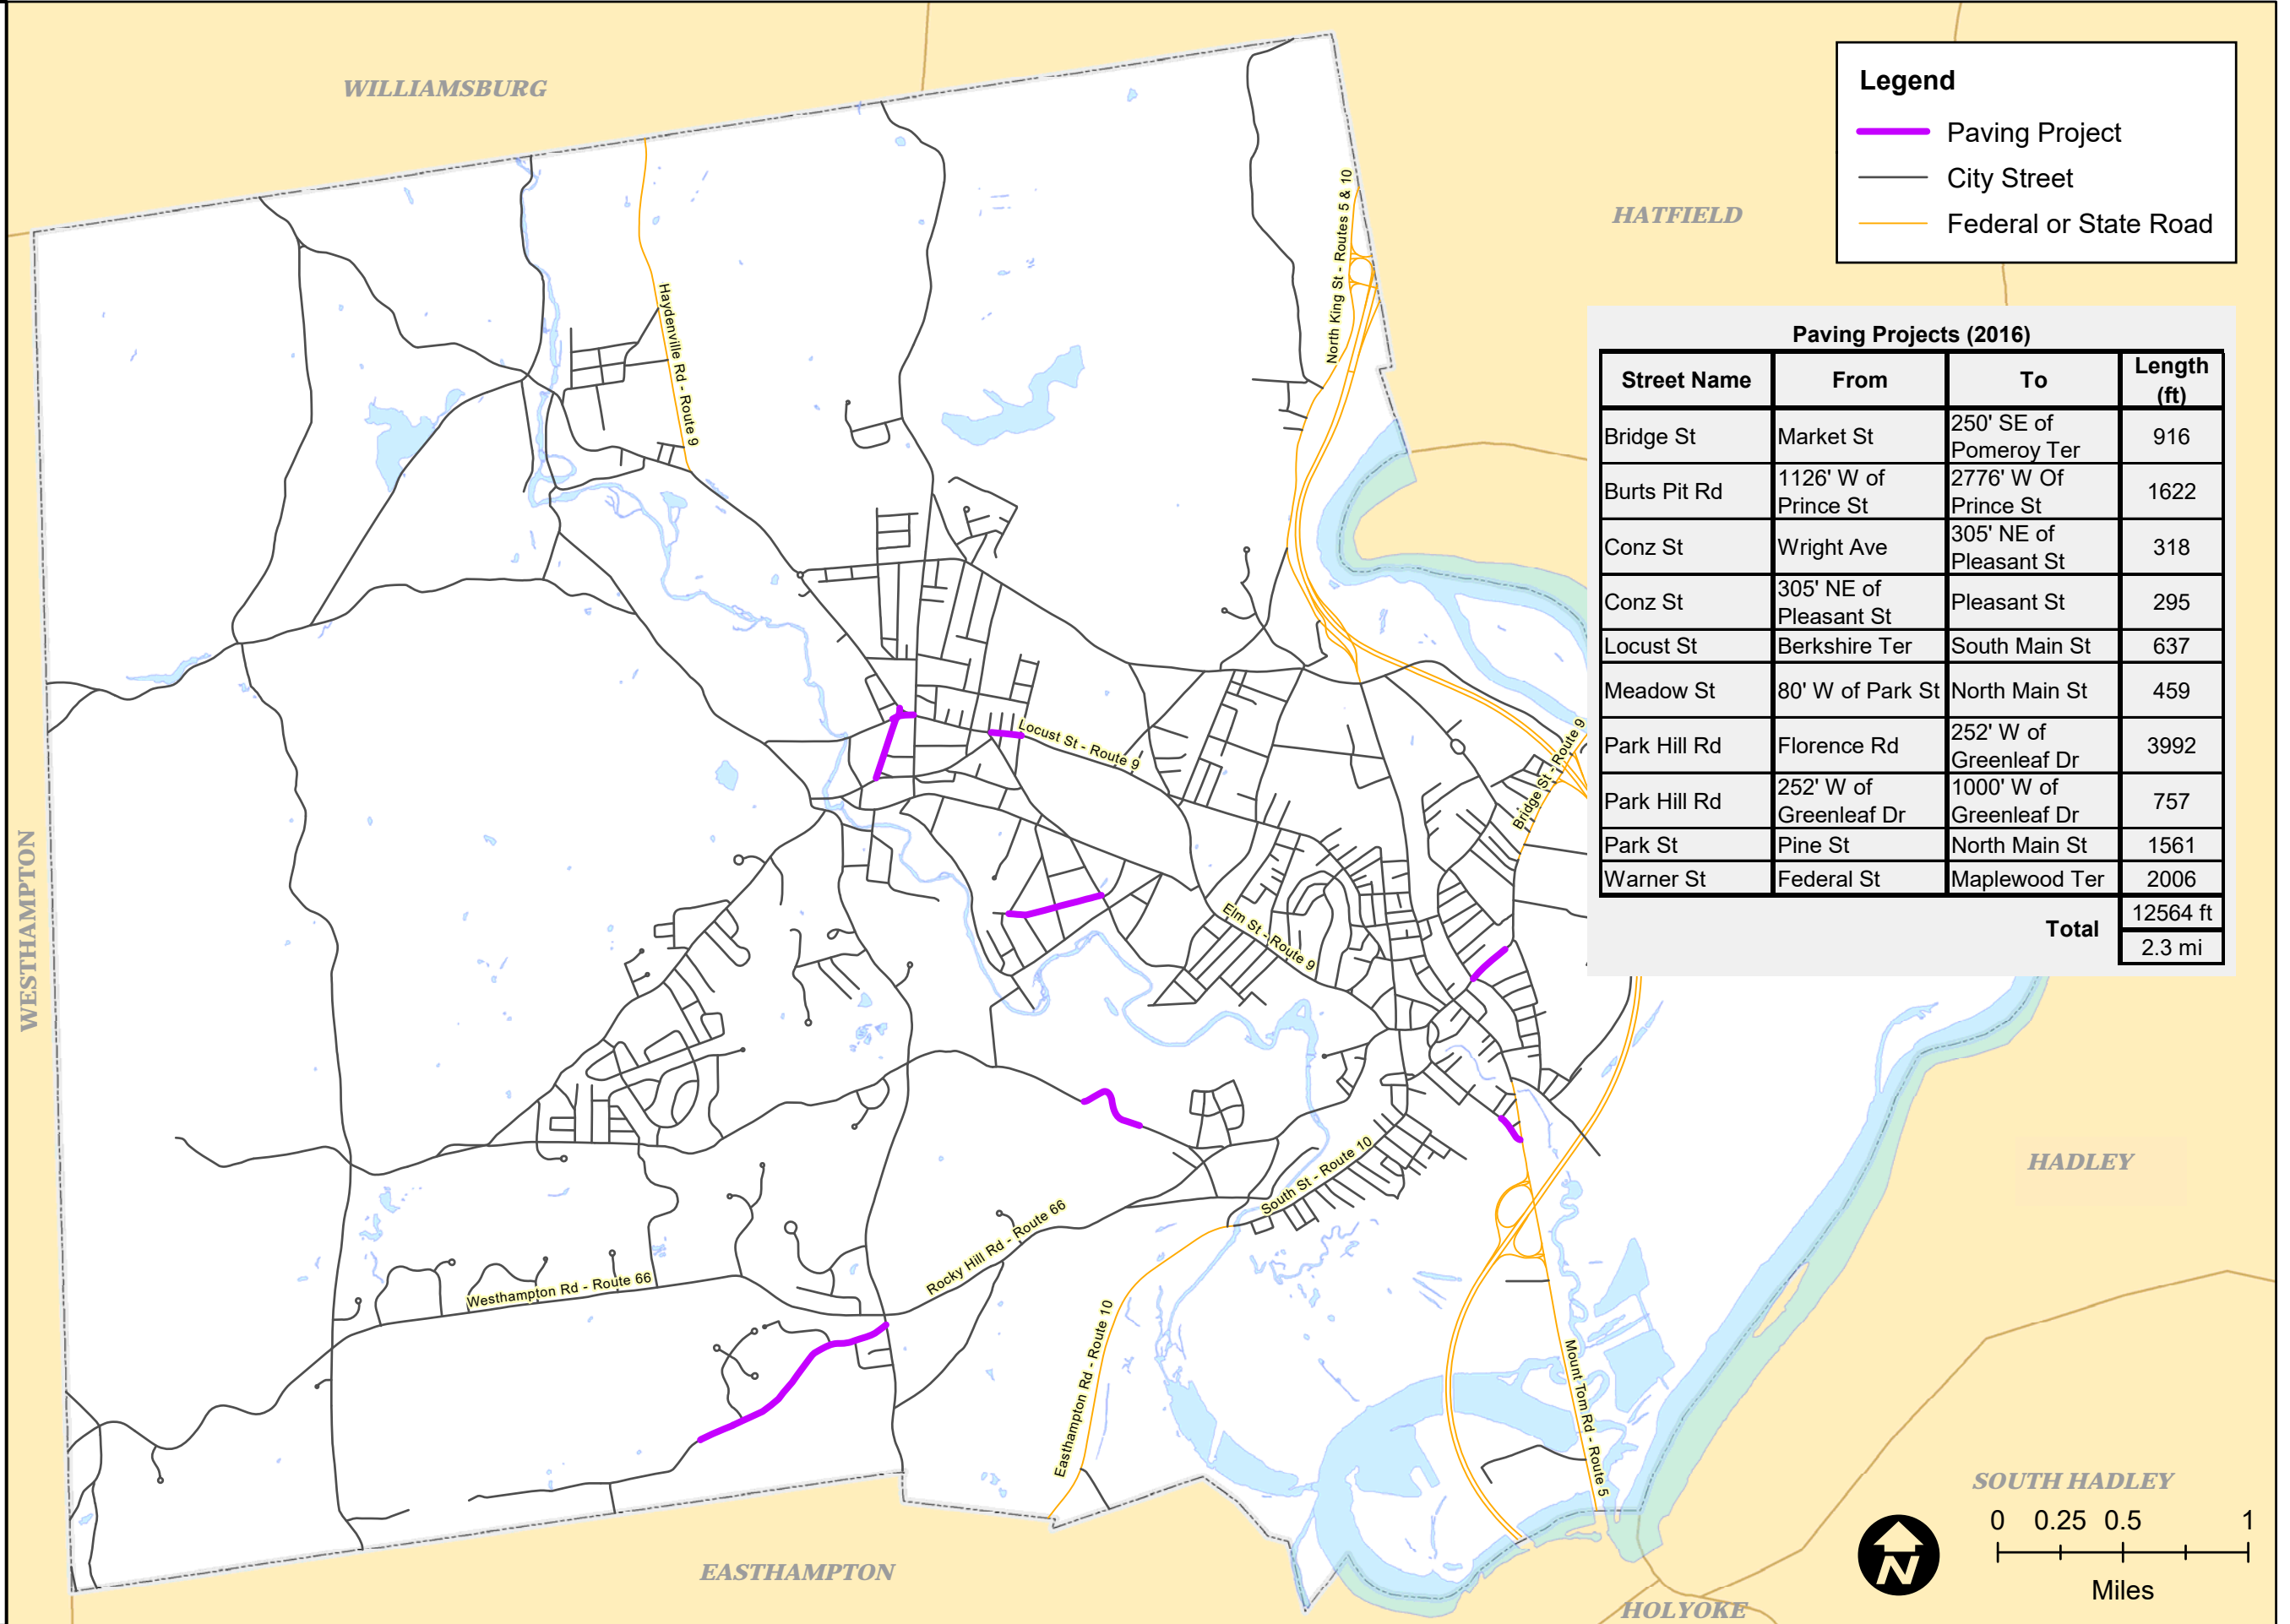 WILLIAMSBURG
HATFIELD
WESTHAMPTON
HADLEY
SOUTH HADLEY
EASTHAMPTON
HOLYOKE
Legend
Paving Project
City Street
Federal or State Road
North King St - Routes 5 & 10
Haydenville Rd - Route 9
Locust St - Route 9
Bridge St - Route 9
Elm St - Route 9
South St - Route 10
Rocky Hill Rd - Route 66
Westhampton Rd - Route 66
Easthampton Rd - Route 10
Mount Tom Rd - Route 5
Paving Projects (2016)
Street Name From To Length (ft)
Bridge St Market St 250' SE of Pomeroy Ter 916
Burts Pit Rd 1126' W of Prince St 2776' W Of Prince St 1622
Conz St Wright Ave 305' NE of Pleasant St 318
Conz St 305' NE of Pleasant St Pleasant St 295
Locust St Berkshire Ter South Main St 637
Meadow St 80' W of Park St North Main St 459
Park Hill Rd Florence Rd 252' W of Greenleaf Dr 3992
Park Hill Rd 252' W of Greenleaf Dr 1000' W of Greenleaf Dr 757
Park St Pine St North Main St 1561
Warner St Federal St Maplewood Ter 2006
Total 12564 ft
2.3 mi
N
0 0.25 0.5 1
Miles